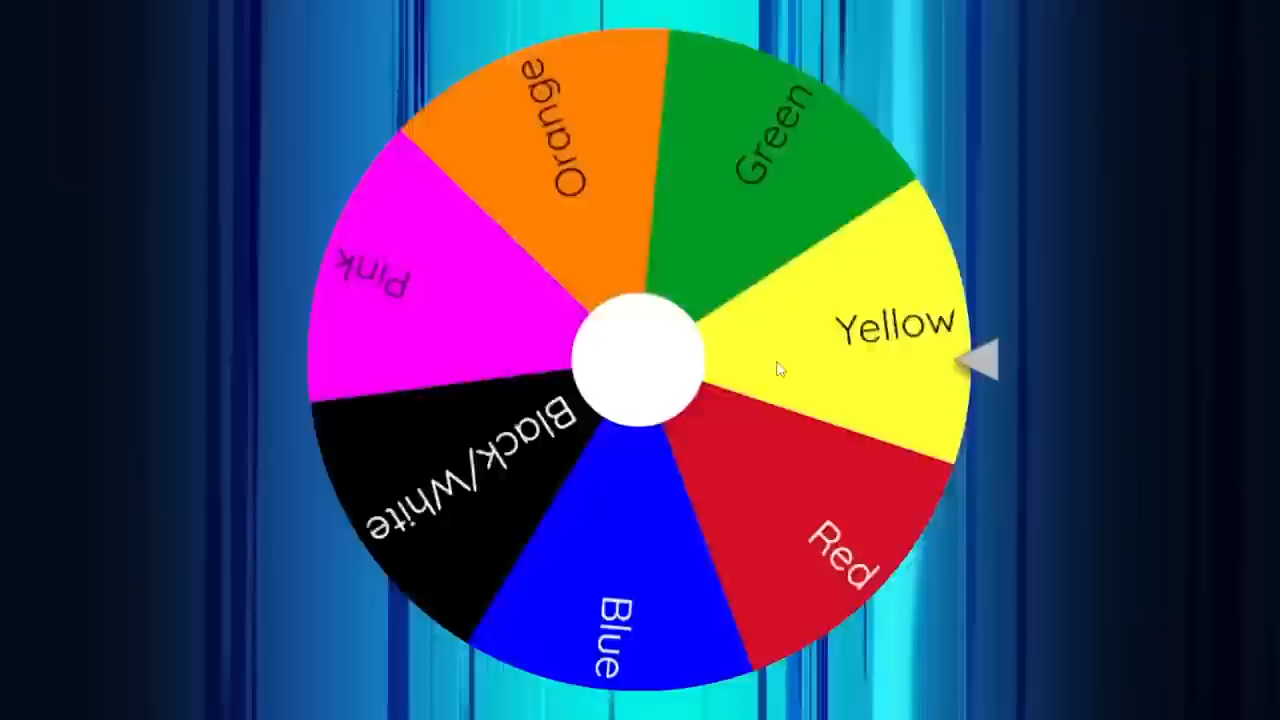 Orange
Green
Pink
Yellow
Black/White
Red
Blue